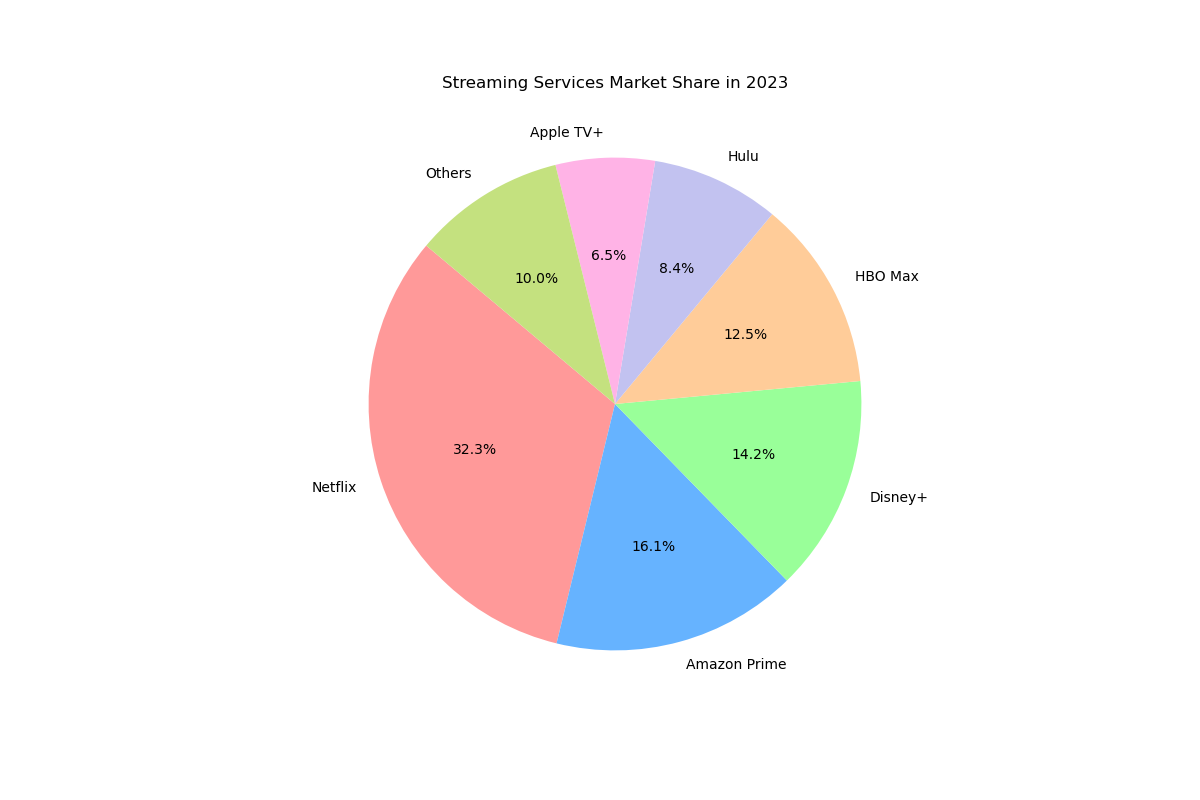 Streaming Services Market Share in 2023
Apple TV+
Hulu
Others
HBO Max
Netflix
Disney+
Amazon Prime
6.5%
8.4%
10.0%
12.5%
32.3%
14.2%
16.1%